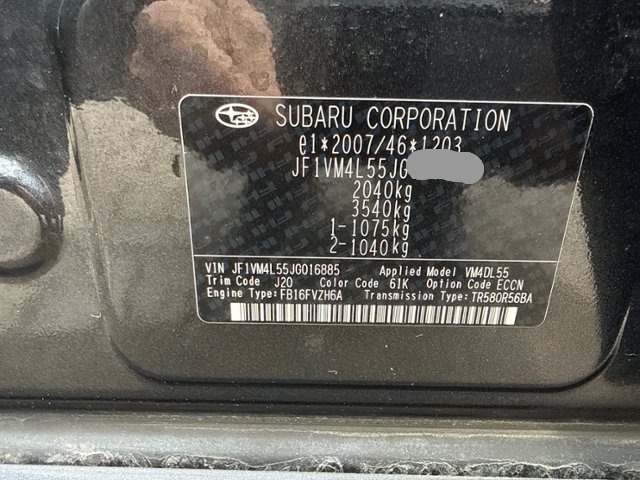 SUBARU CORPORATION
e1*2007/46*1203
JF1VM4L55JG
2040kg
3540kg
1-1075kg
2-1040kg
VIN JF1VM4L55JG016885 Applied Model VM4DL55
Trim Code J20 Color Code 61K Option Code ECCN
Engine Type:FB16FVZH6A Transmission Type:TR580R56BA